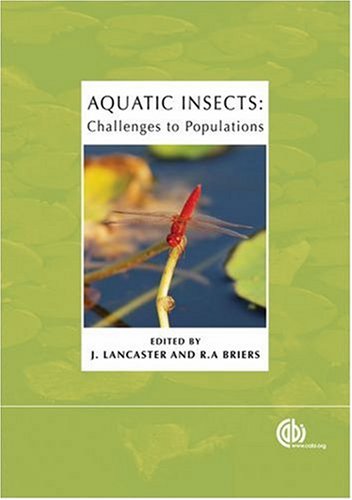 AQUATIC INSECTS:
Challenges to Populations
EDITED BY
J. LANCASTER AND R.A BRIERS
cabi
www.cabi.org